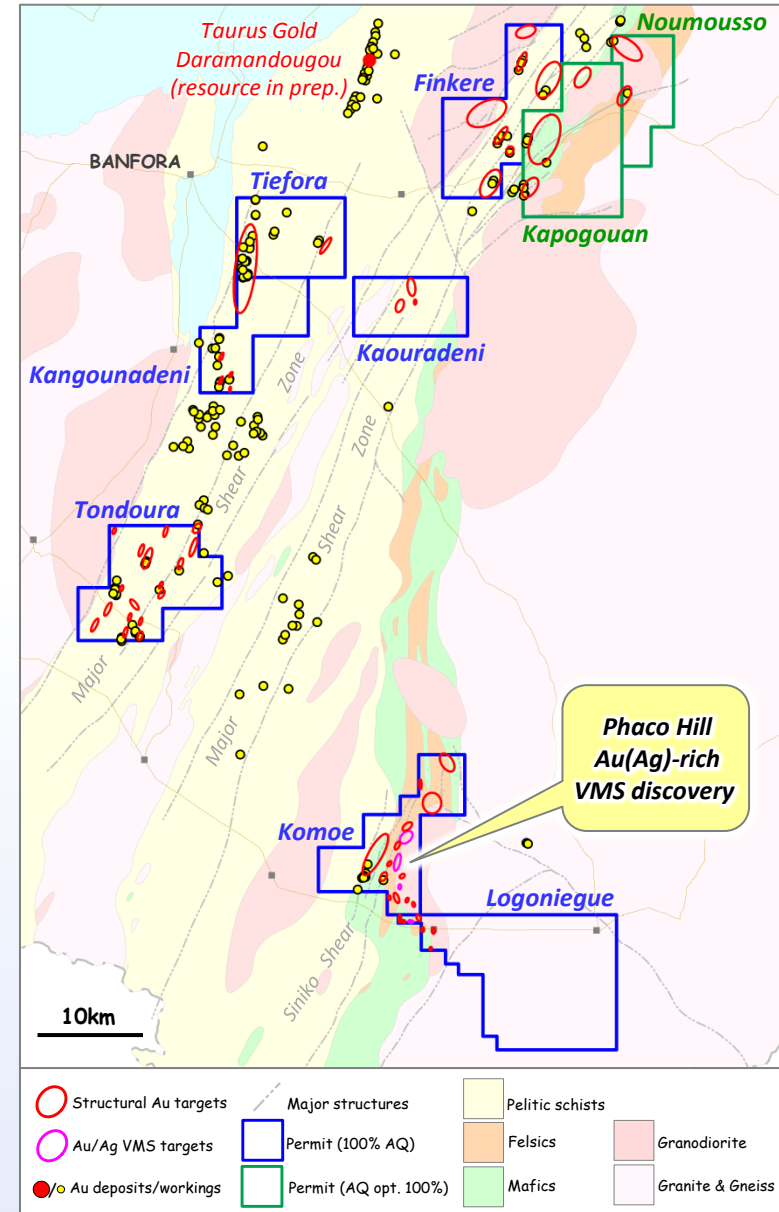 Taurus Gold
Daramandougou
(resource in prep.)
Noumousso
Finkere
BANFORA
Tiefora
Kapogouan
Kaouradeni
Kangounadeni
Zone
Zone
Shear
Shear
Tondoura
Major
Major
Phaco Hill
Au(Ag)-rich
VMS discovery
Komoe
Logoniegue
Siniko Shear
10km
Structural Au targets
Major structures
Pelitic schists
Au/Ag VMS targets
Permit (100% AQ)
Felsics
Granodiorite
Au deposits/workings
Permit (AQ opt. 100%)
Mafics
Granite & Gneiss